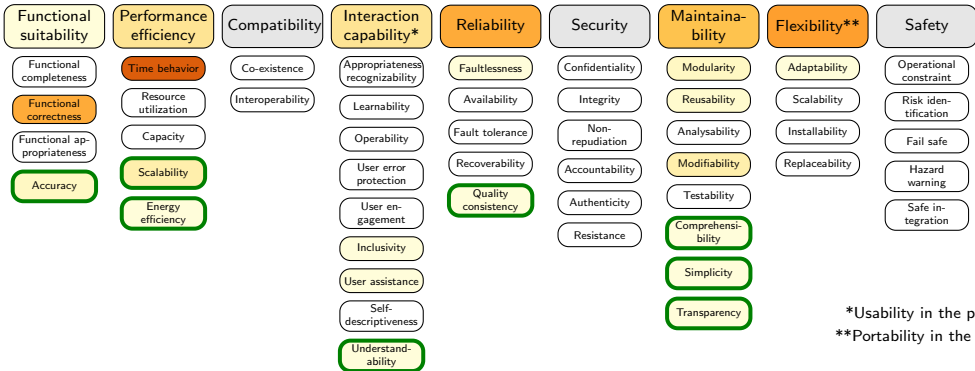 Functional
suitability
Functional
completeness
Functional
correctness
Functional ap-
propriateness
Accuracy
Performance
efficiency
Time behavior
Resource
utilization
Capacity
Scalability
Energy
efficiency
Compatibility
Co-existence
Interoperability
Interaction
capability*
Appropriateness
recognizability
Learnability
Operability
User error
protection
User en-
gagement
Inclusivity
User assistance
Self-
descriptiveness
Understand-
ability
Reliability
Faultlessness
Availability
Fault tolerance
Recoverability
Quality
consistency
Security
Confidentiality
Integrity
Non-
repudiation
Accountability
Authenticity
Resistance
Maintaina-
bility
Modularity
Reusability
Analysability
Modifiability
Testability
Comprehensi-
bility
Simplicity
Transparency
Flexibility**
Adaptability
Scalability
Installability
Replaceability
Safety
Operational
constraint
Risk iden-
tification
Fail safe
Hazard
warning
Safe in-
tegration
*Usability in the p
**Portability in the